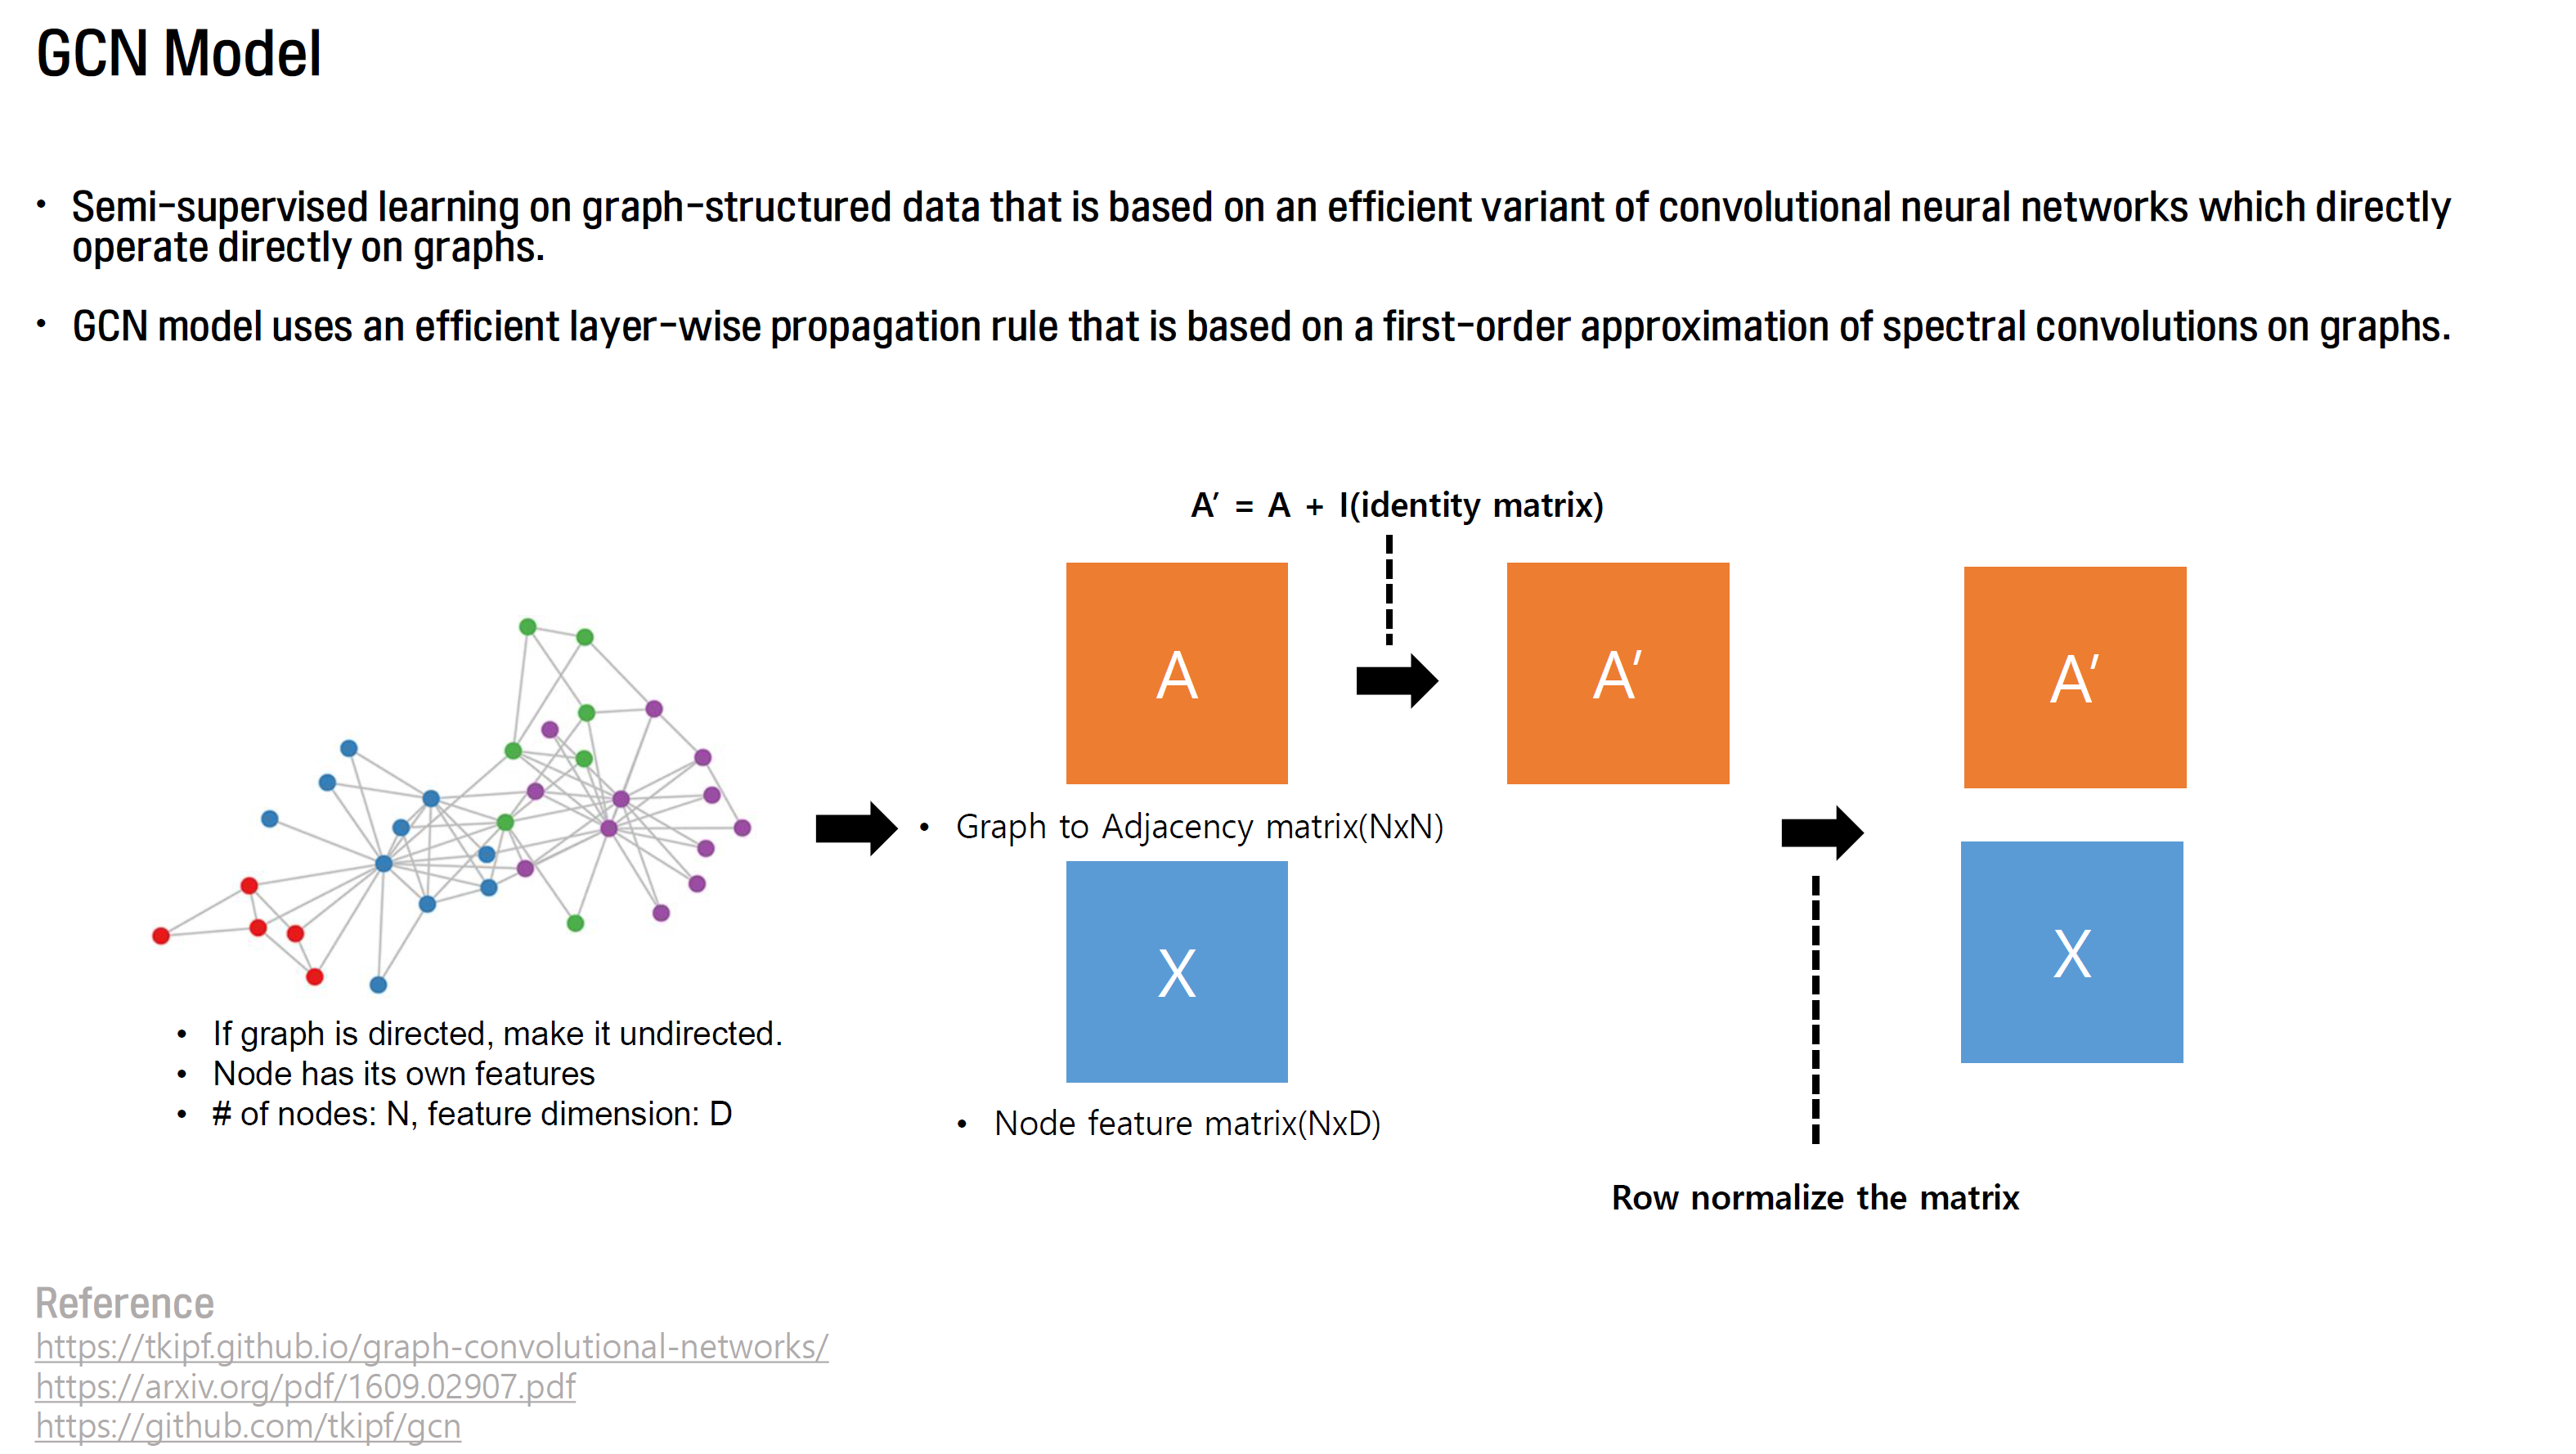 GCN Model
• Semi-supervised learning on graph-structured data that is based on an efficient variant of convolutional neural networks which directly
operate directly on graphs.
• GCN model uses an efficient layer-wise propagation rule that is based on a first-order approximation of spectral convolutions on graphs.
A′ = A + I(identity matrix)
A
A′
A′
• Graph to Adjacency matrix(NxN)
X
X
• If graph is directed, make it undirected.
• Node has its own features
• # of nodes: N, feature dimension: D
• Node feature matrix(NxD)
Row normalize the matrix
Reference
https://tkipf.github.io/graph-convolutional-networks/
https://arxiv.org/pdf/1609.02907.pdf
https://github.com/tkipf/gcn